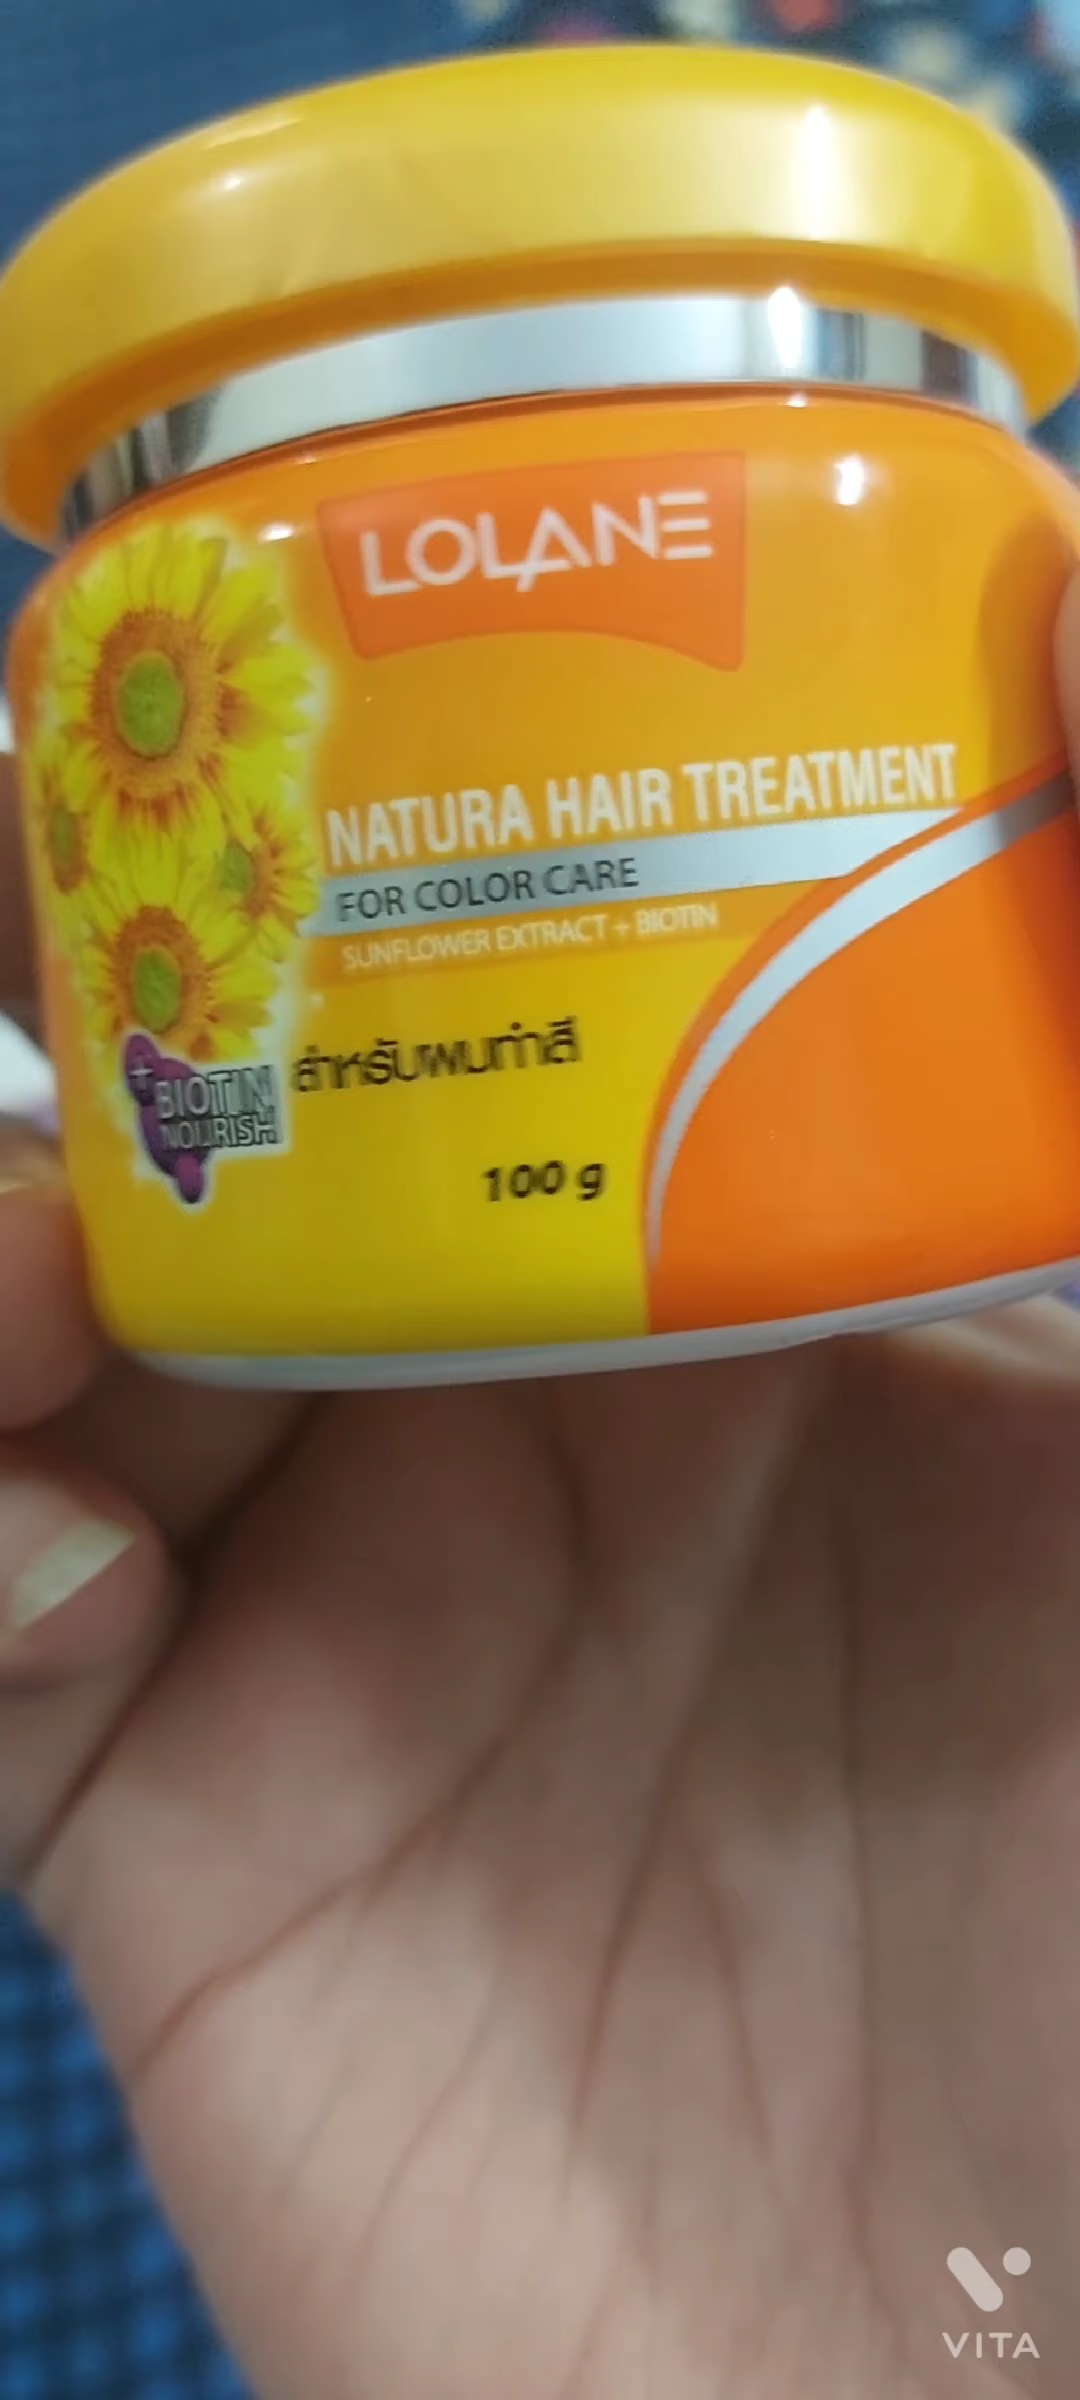 LOLANE
NATURA HAIR TREATMENT
FOR COLOR CARE
SUNFLOWER EXTRACT + BIOTIN
สำหรับผมทำสี
+ BIOTIN
NOURISH
100 g
VITA